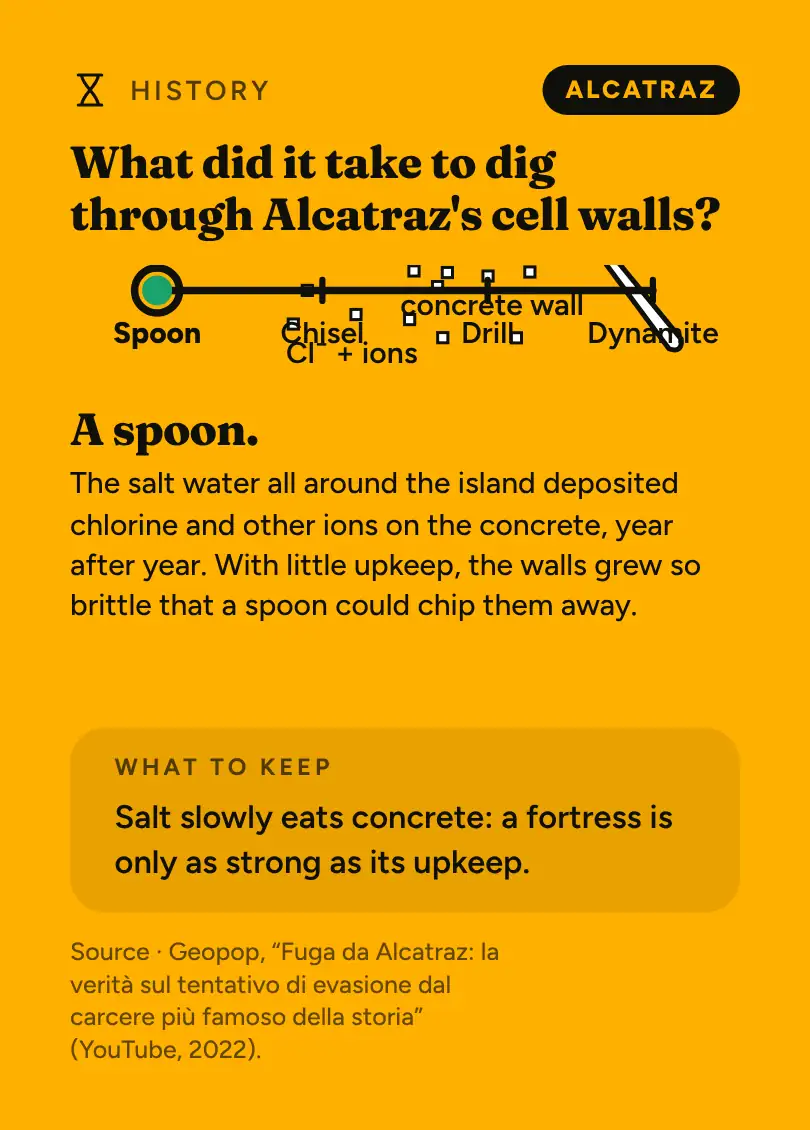 HISTORY
ALCATRAZ
What did it take to dig
through Alcatraz's cell walls?
concrete wall
Spoon
Chisel
Drill
Dynamite
Cl⁻ + ions
A spoon.
The salt water all around the island deposited
chlorine and other ions on the concrete, year
after year. With little upkeep, the walls grew so
brittle that a spoon could chip them away.
WHAT TO KEEP
Salt slowly eats concrete: a fortress is
only as strong as its upkeep.
Source · Geopop, “Fuga da Alcatraz: la
verità sul tentativo di evasione dal
carcere più famoso della storia”
(YouTube, 2022).